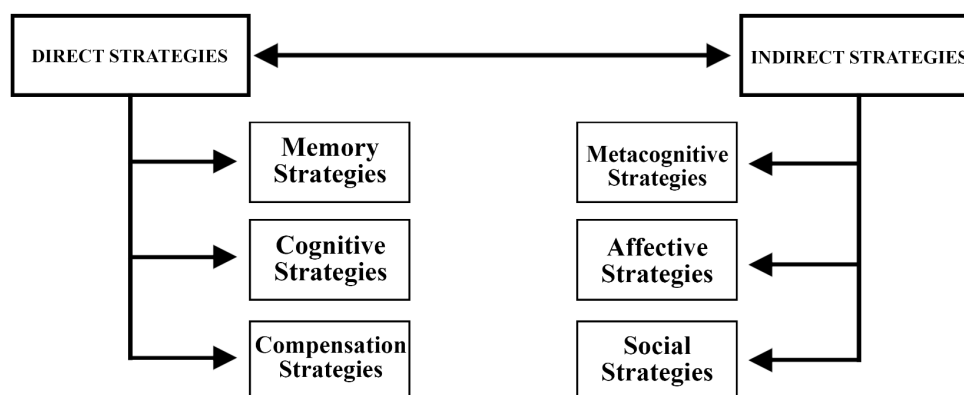 DIRECT STRATEGIES
INDIRECT STRATEGIES
Memory
Strategies
Metacognitive
Strategies
Cognitive
Strategies
Affective
Strategies
Compensation
Strategies
Social
Strategies